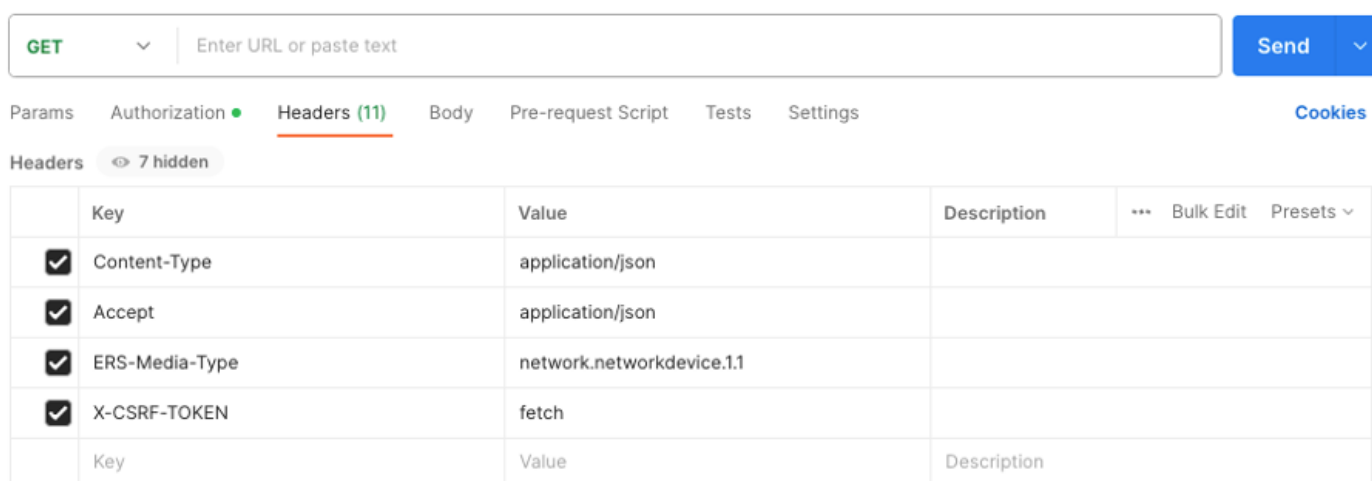 GET Enter URL or paste text Send
Params Authorization Headers (11) Body Pre-request Script Tests Settings Cookies
Headers 7 hidden
Key Value Description ••• Bulk Edit Presets
Content-Type application/json
Accept application/json
ERS-Media-Type network.networkdevice.1.1
X-CSRF-TOKEN fetch
Key Value Description